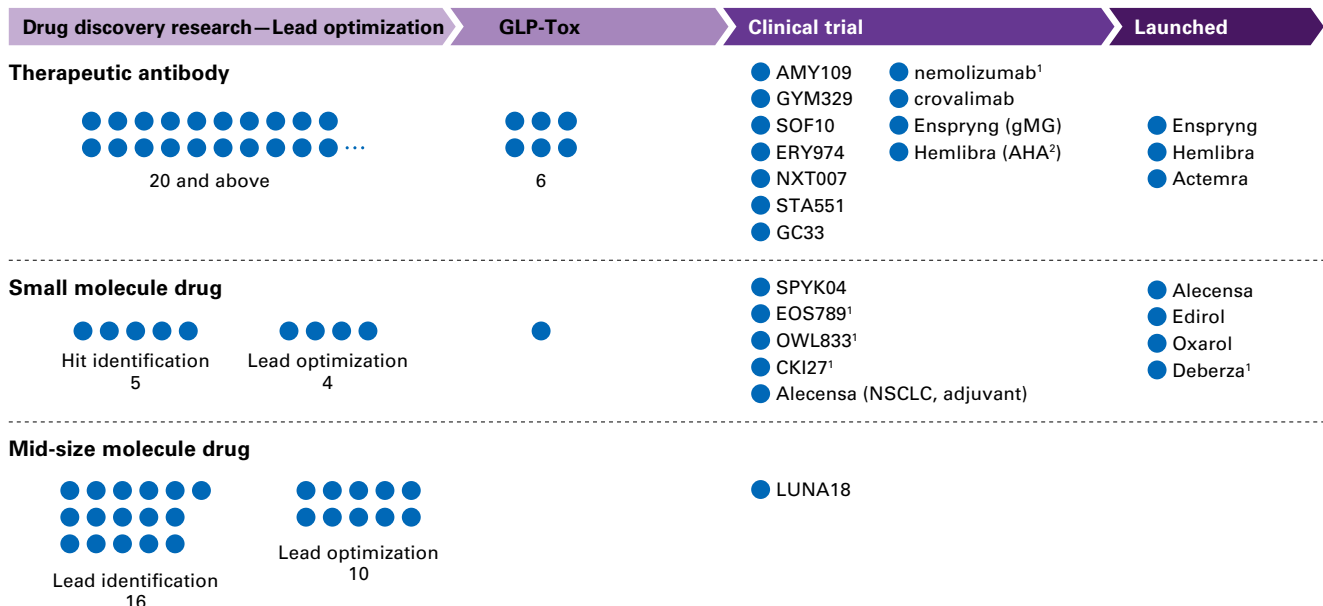 Drug discovery research—Lead optimization
GLP-Tox
Clinical trial
Launched
Therapeutic antibody
20 and above
6
AMY109
GYM329
SOF10
ERY974
NXT007
STA551
GC33
nemolizumab¹
crovalimab
Enspryng (gMG)
Hemlibra (AHA²)
Enspryng
Hemlibra
Actemra
Small molecule drug
Hit identification
5
Lead optimization
4
SPYK04
EOS789¹
OWL833¹
CKI27¹
Alecensa (NSCLC, adjuvant)
Alecensa
Edirol
Oxarol
Deberza¹
Mid-size molecule drug
Lead identification
16
Lead optimization
10
LUNA18